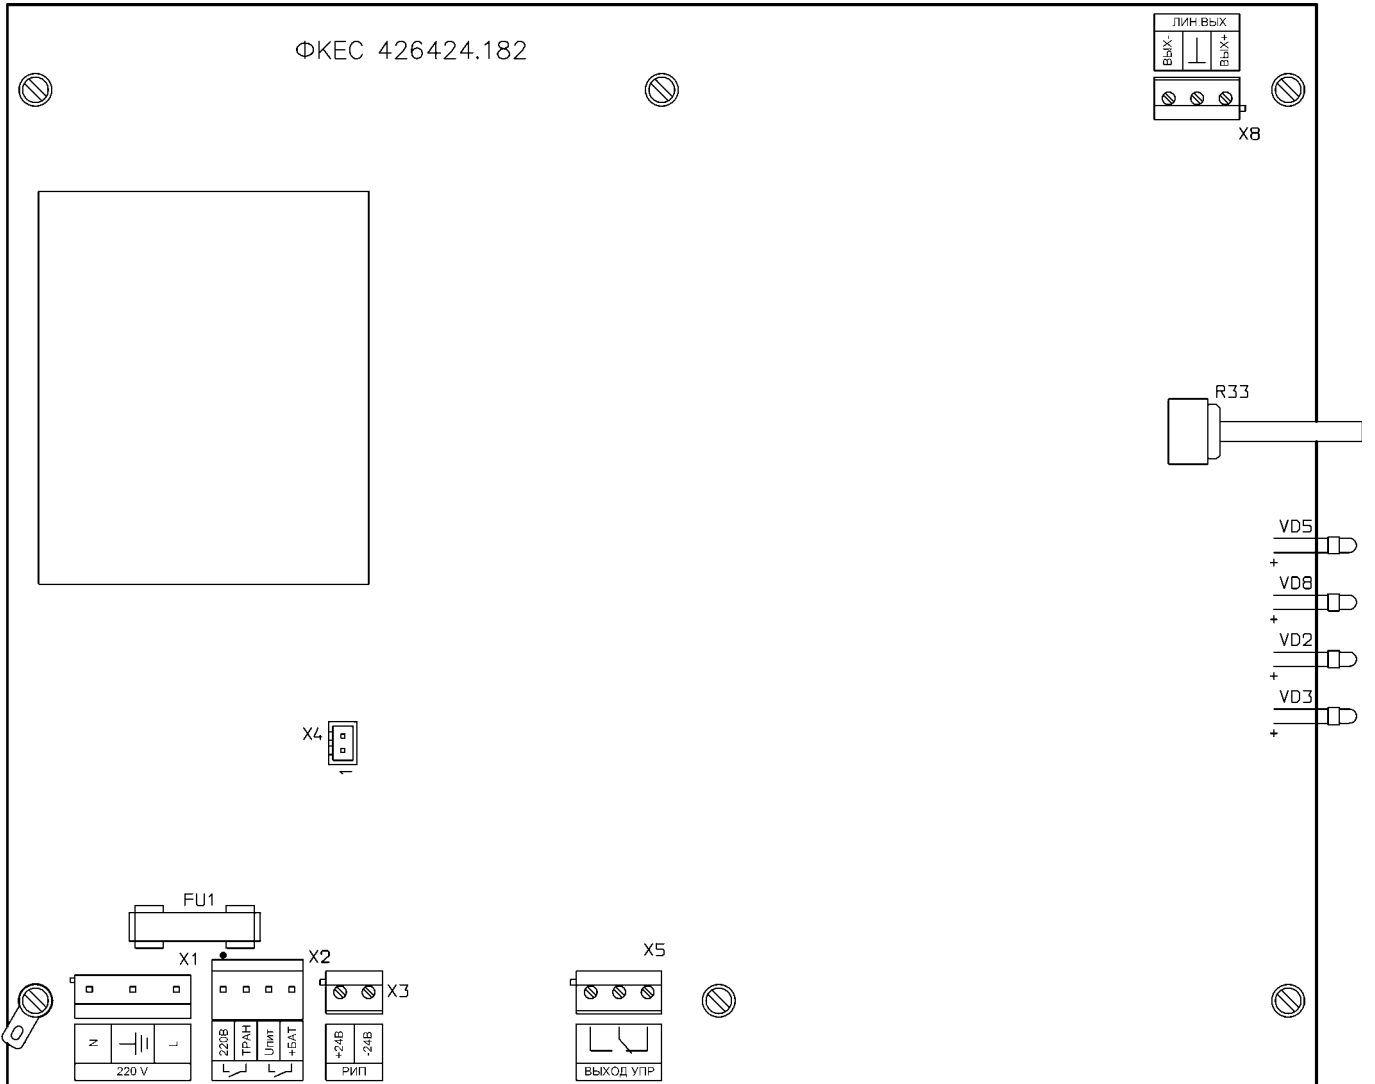 ЛИН.ВЫХ
ФКЕС 426424.182
ВЫХ-
ВЫХ+
X8
R33
VD5
+
VD8
+
VD2
+
VD3
+
X4
1
FU1
X1
X2
X5
X3
N
L
220В
ТРАН
Uпит
+БАТ
+24В
-24В
220 V
РИП
ВЫХОД УПР